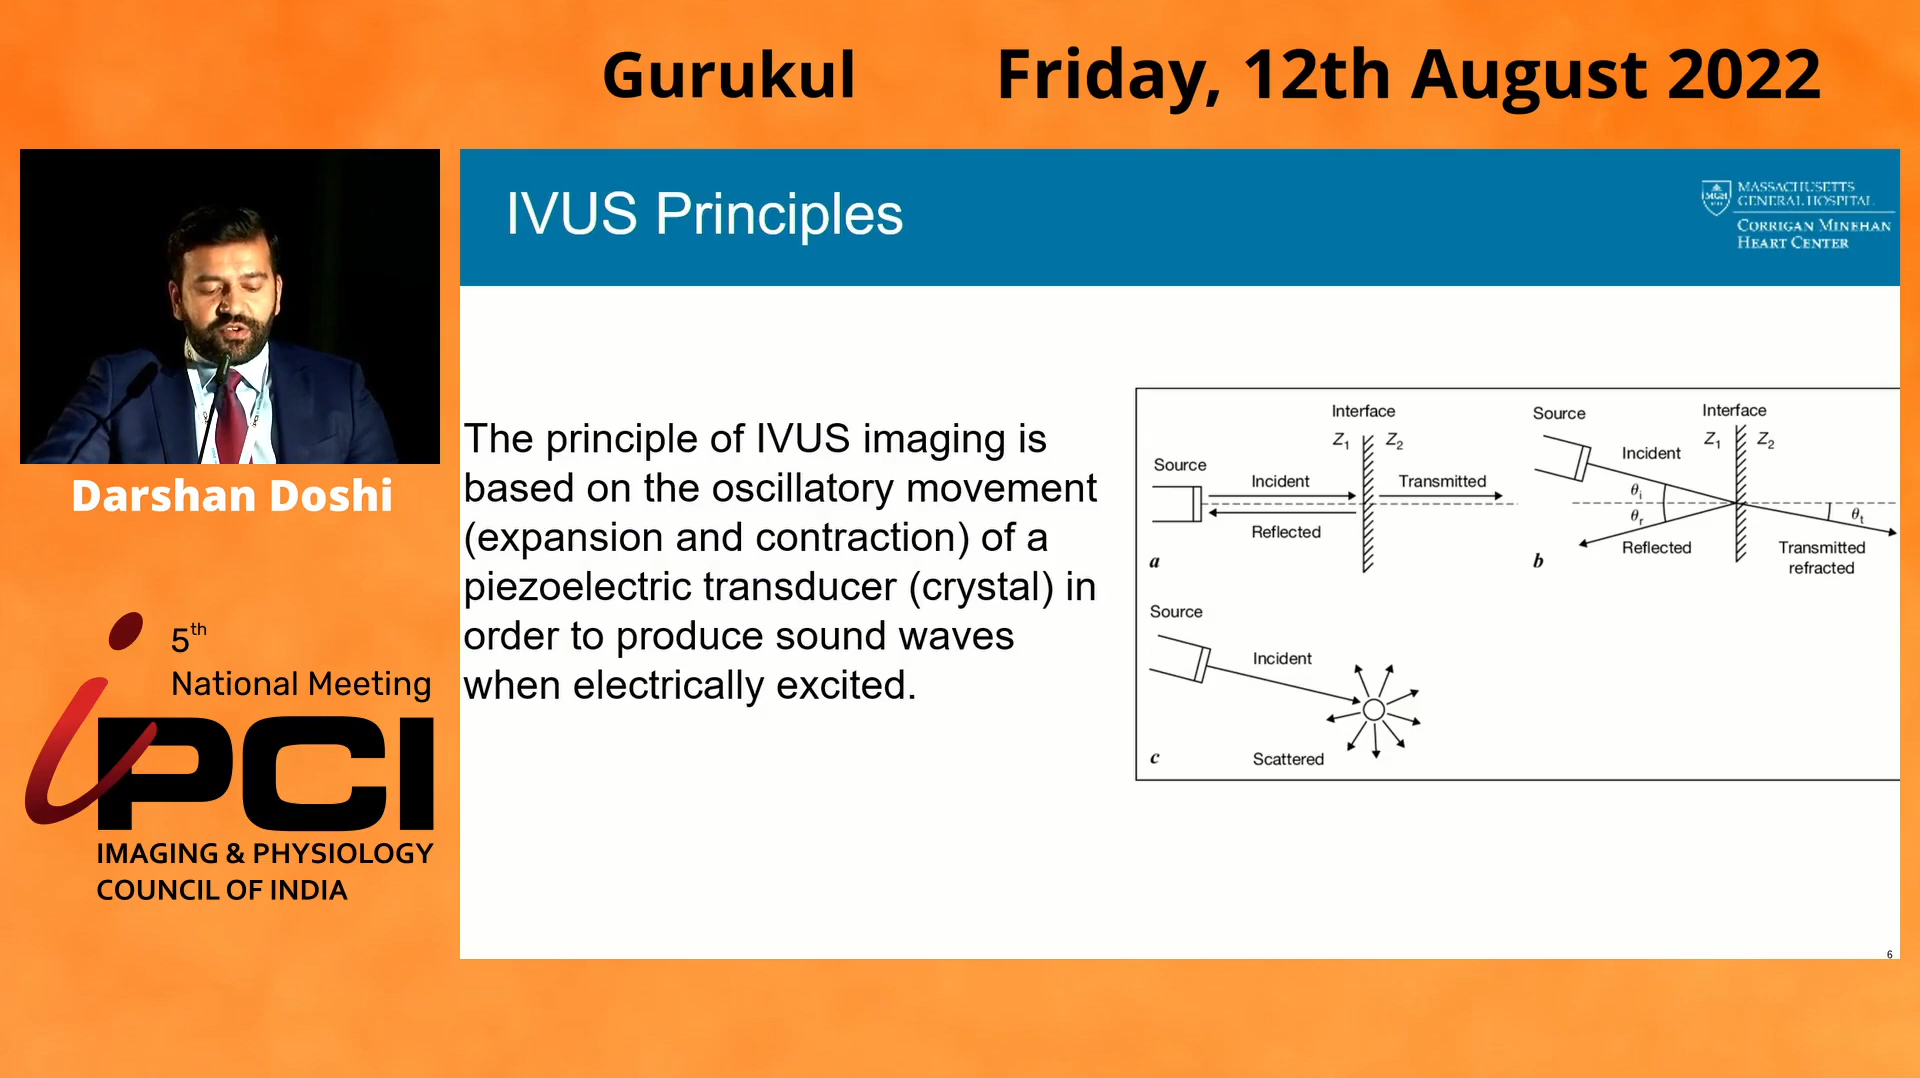 Gurukul
Friday, 12th August 2022
IVUS Principles
MASSACHUSETTS
GENERAL HOSPITAL
CORRIGAN MINEHAN
HEART CENTER
The principle of IVUS imaging is
based on the oscillatory movement
(expansion and contraction) of a
piezoelectric transducer (crystal) in
order to produce sound waves
when electrically excited.
Interface
Z1 Z2
Source
Incident
Transmitted
Reflected
a
Source
Interface
Z1 Z2
Incident
θi
θr
θt
Reflected
Transmitted
refracted
b
Source
Incident
Scattered
c
6
Darshan Doshi
5th
National Meeting
iPCI
IMAGING & PHYSIOLOGY
COUNCIL OF INDIA